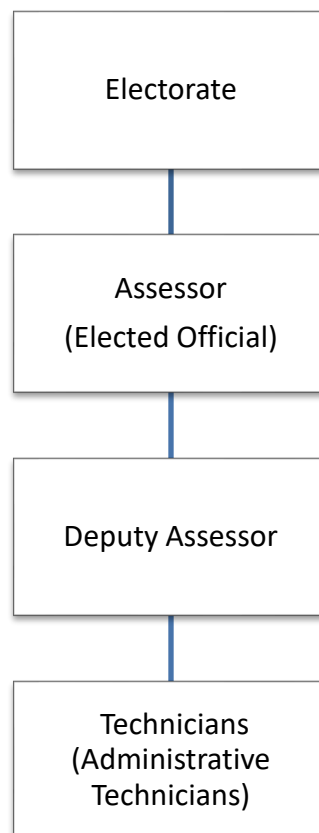 Electorate
Assessor
(Elected Official)
Deputy Assessor
Technicians
(Administrative
Technicians)